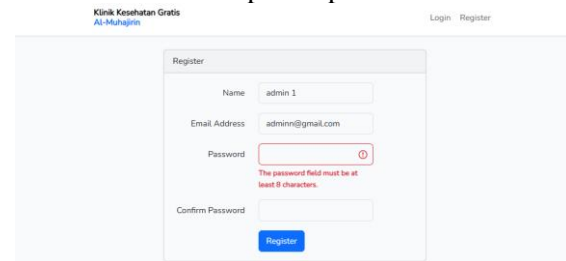 Klinik Kesehatan Gratis
Al-Muhajirin
Login Register
Register
Name admin 1
Email Address adminn@gmail.com
Password
The password field must be at
least 8 characters.
Confirm Password
Register